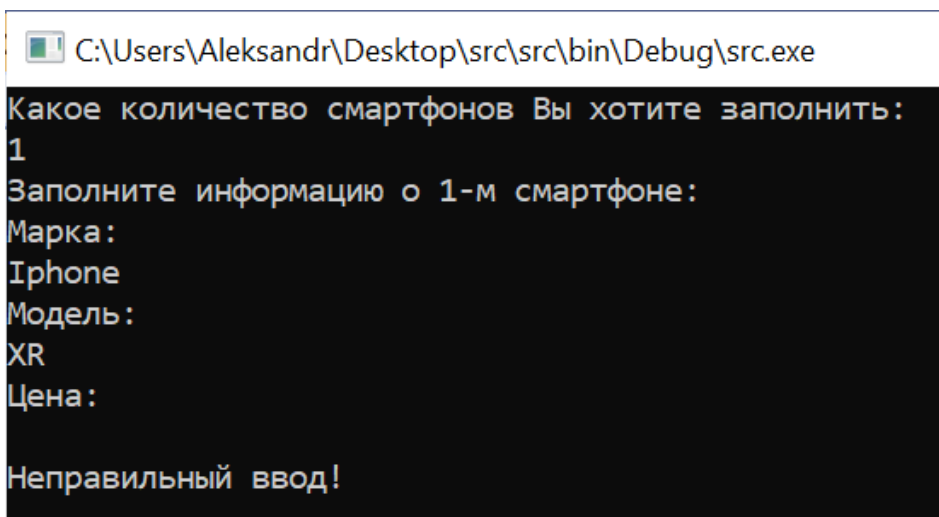 C:\Users\Aleksandr\Desktop\src\src\bin\Debug\src.exe
Какое количество смартфонов Вы хотите заполнить:
1
Заполните информацию о 1-м смартфоне:
Марка:
Iphone
Модель:
XR
Цена:
Неправильный ввод!